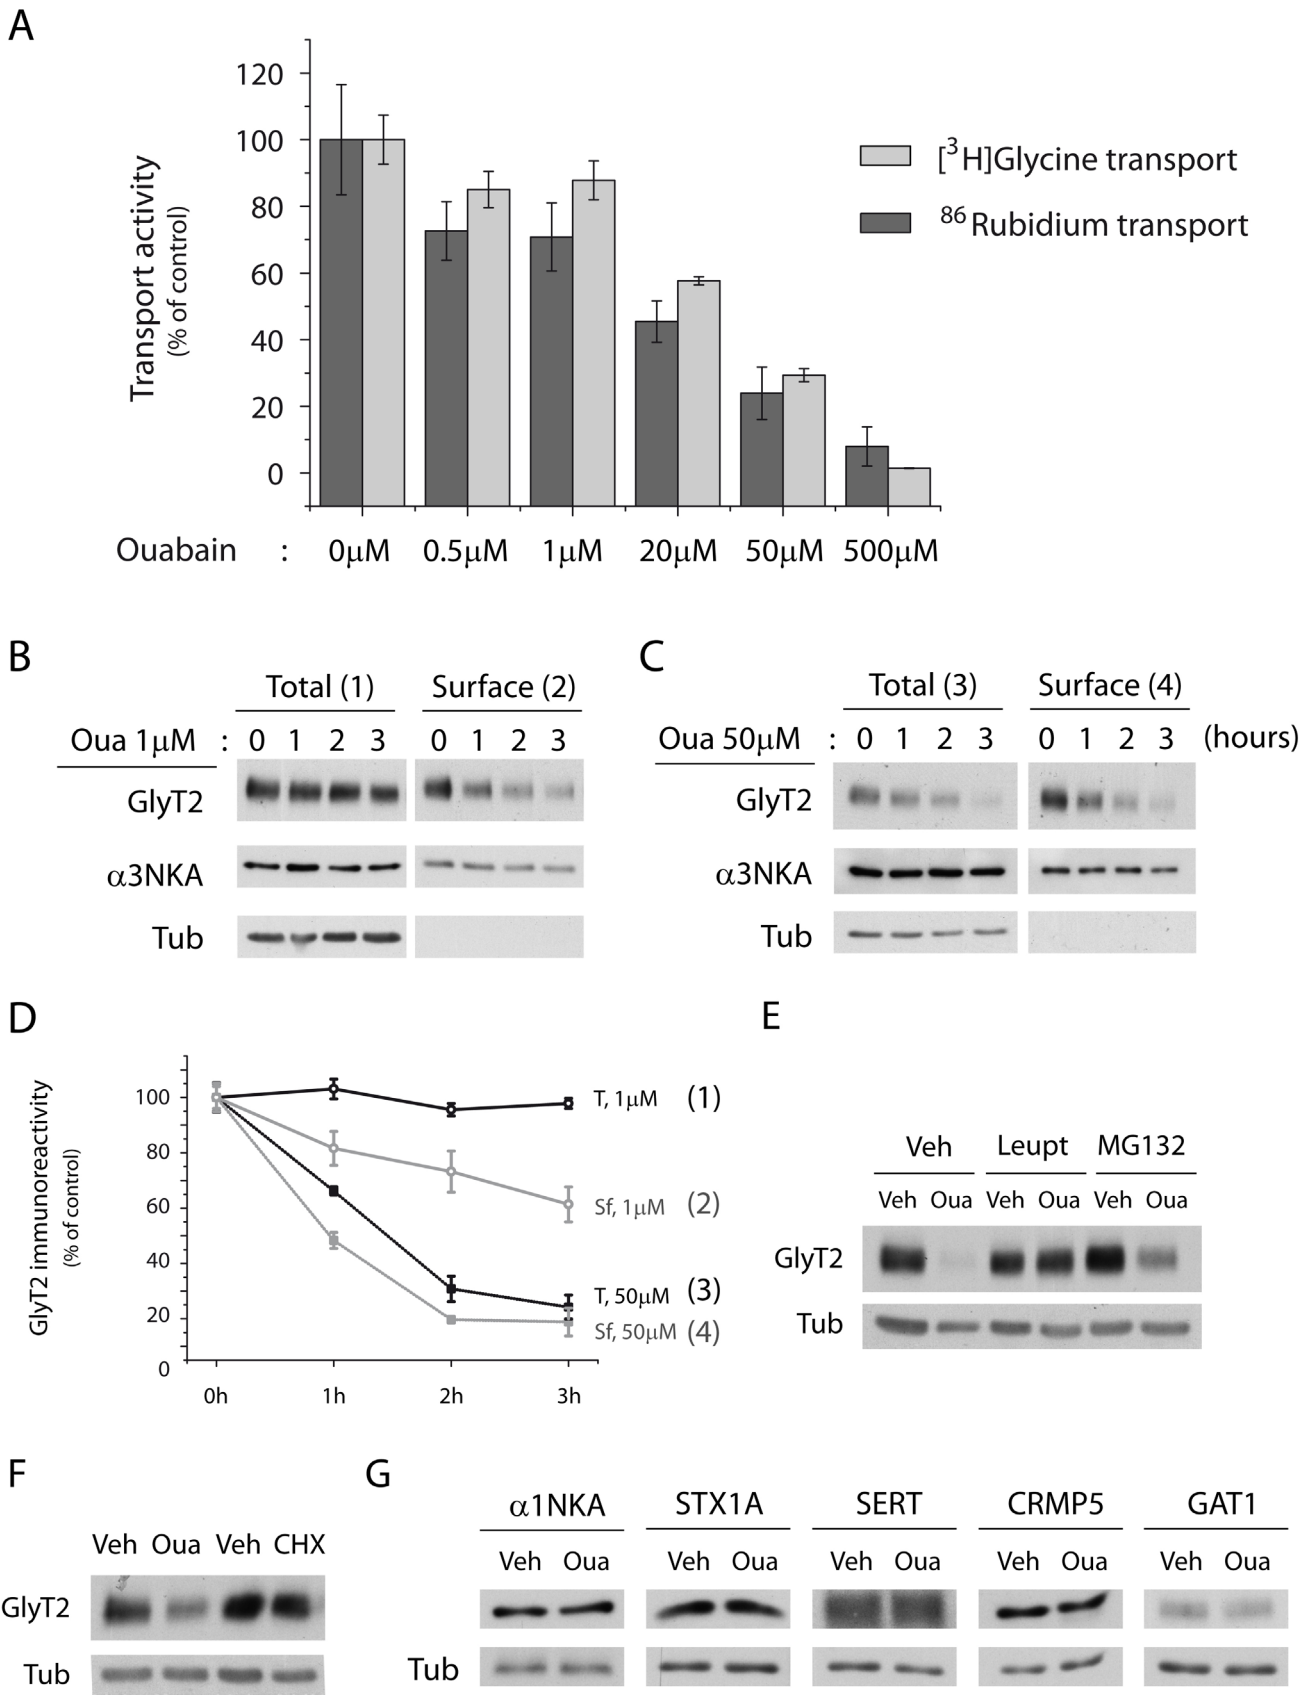 A
120
100
80
60
40
20
0
Transport activity
(% of control)
[³H]Glycine transport
⁸⁶Rubidium transport
Ouabain : 0μM 0.5μM 1μM 20μM 50μM 500μM
B
Total (1) Surface (2)
Oua 1μM : 0 1 2 3 0 1 2 3
GlyT2
α3NKA
Tub
C
Total (3) Surface (4)
Oua 50μM : 0 1 2 3 0 1 2 3 (hours)
GlyT2
α3NKA
Tub
D
GlyT2 immunoreactivity
(% of control)
100
80
60
40
20
0
0h 1h 2h 3h
T, 1μM (1)
Sf, 1μM (2)
T, 50μM (3)
Sf, 50μM (4)
E
Veh Leupt MG132
Veh Oua Veh Oua Veh Oua
GlyT2
Tub
F
Veh Oua Veh CHX
GlyT2
Tub
G
α1NKA STX1A SERT CRMP5 GAT1
Veh Oua Veh Oua Veh Oua Veh Oua Veh Oua
Tub